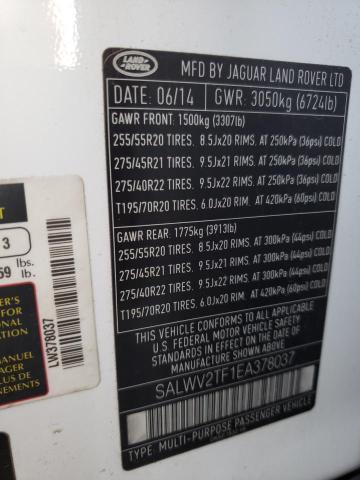 LAND
ROVER
MFD BY JAGUAR LAND ROVER LTD
DATE: 06/14
GWR: 3050kg (6724lb)
GAWR FRONT: 1500kg (3307lb)
255/55R20 TIRES. 8.5Jx20 RIMS. AT 250kPa (36psi) COLD
275/45R21 TIRES. 9.5Jx21 RIMS. AT 250kPa (36psi) COLD
275/40R22 TIRES. 9.5Jx22 RIMS. AT 250kPa (36psi) COLD
T195/70R20 TIRES. 6.0Jx20 RIMS. AT 420kPa (60psi) COLD
GAWR REAR: 1775kg (3913lb)
255/55R20 TIRES. 8.5Jx20 RIMS. AT 300kPa (44psi) COLD
275/45R21 TIRES. 9.5Jx21 RIMS. AT 300kPa (44psi) COLD
275/40R22 TIRES. 9.5Jx22 RIMS. AT 300kPa (44psi) COLD
T195/70R20 TIRES. 6.0Jx20 RIMS. AT 420kPa (60psi) COLD
THIS VEHICLE CONFORMS TO ALL APPLICABLE
U.S. FEDERAL MOTOR VEHICLE SAFETY
STANDARDS IN EFFECT ON THE DATE OF
MANUFACTURE SHOWN ABOVE
SALWV2TF1EA378037
TYPE: MULTI-PURPOSE PASSENGER VEHICLE
3
lbs.
59 lb.
LW378037